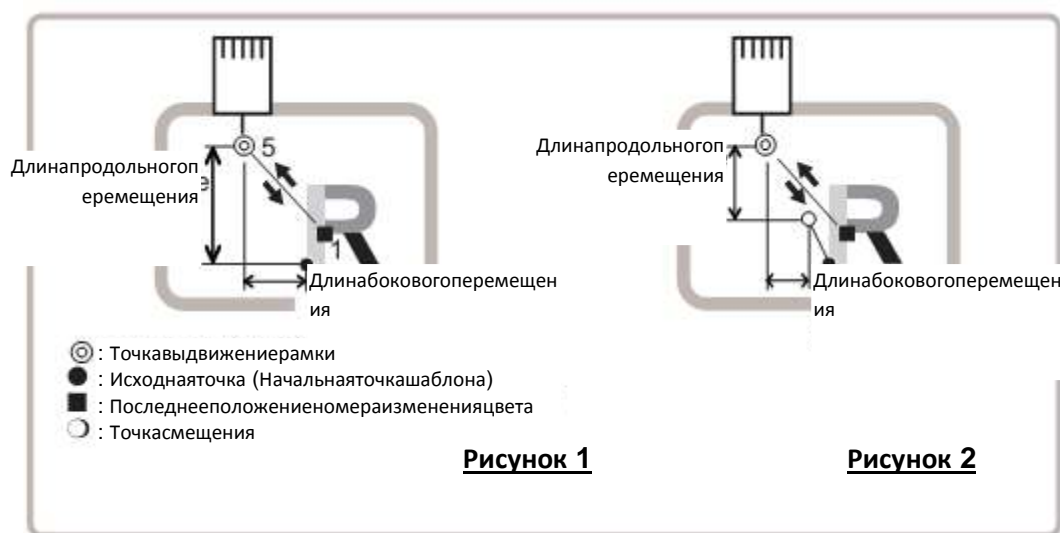 5
Длинапродольногоп
еремещения
1
Длинабоковогоперемещен
ия
Длинапродольногоп
еремещения
Длинабоковогоперемещен
ия
: Точкавыдвижениерамки
: Исходнаяточка (Начальнаяточкашаблона)
: Последнееположениеномераизмененияцвета
: Точкасмещения
Рисунок 1
Рисунок 2